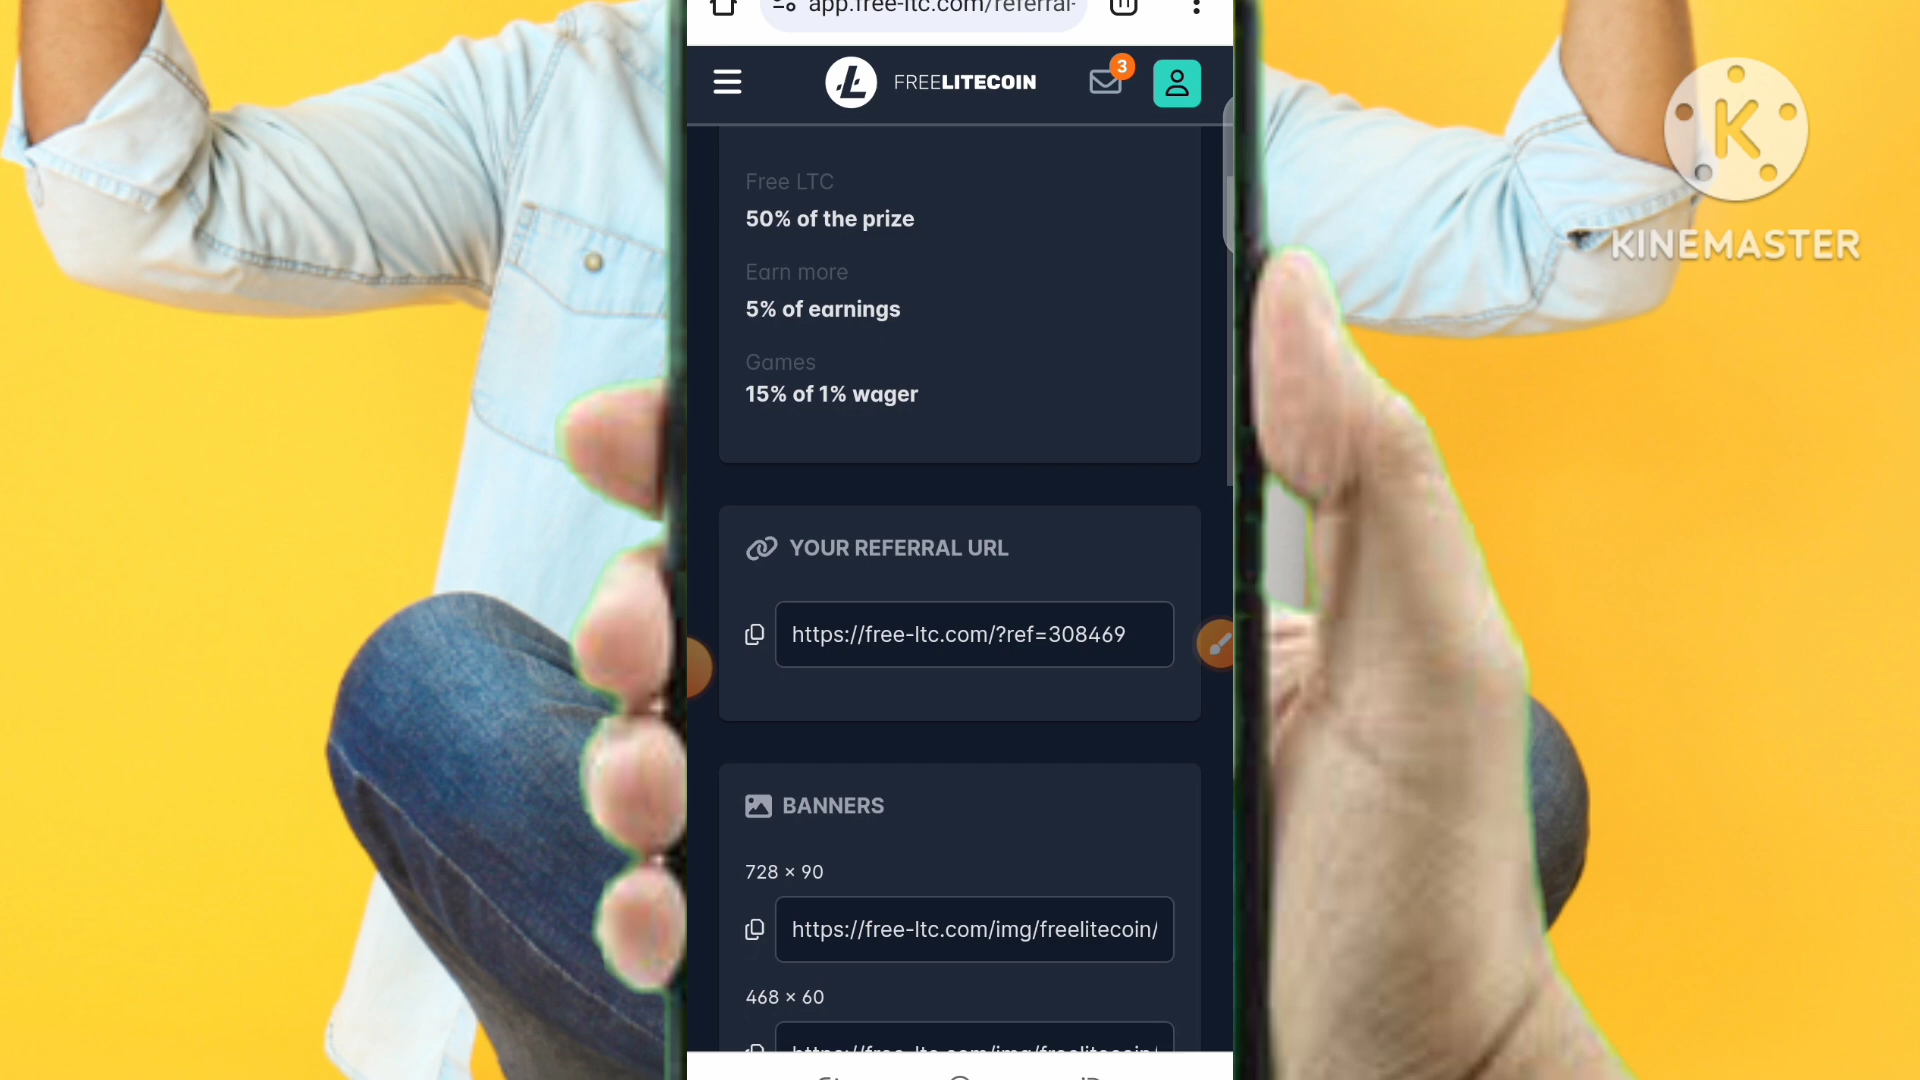 app.free-ltc.com/referral-
FREELITECOIN
3
Free LTC
50% of the prize
Earn more
5% of earnings
Games
15% of 1% wager
YOUR REFERRAL URL
https://free-ltc.com/?ref=308469
BANNERS
728 × 90
https://free-ltc.com/img/freelitecoin/
468 × 60
https://free-ltc.com/img/freelitecoin/
K
KINEMASTER